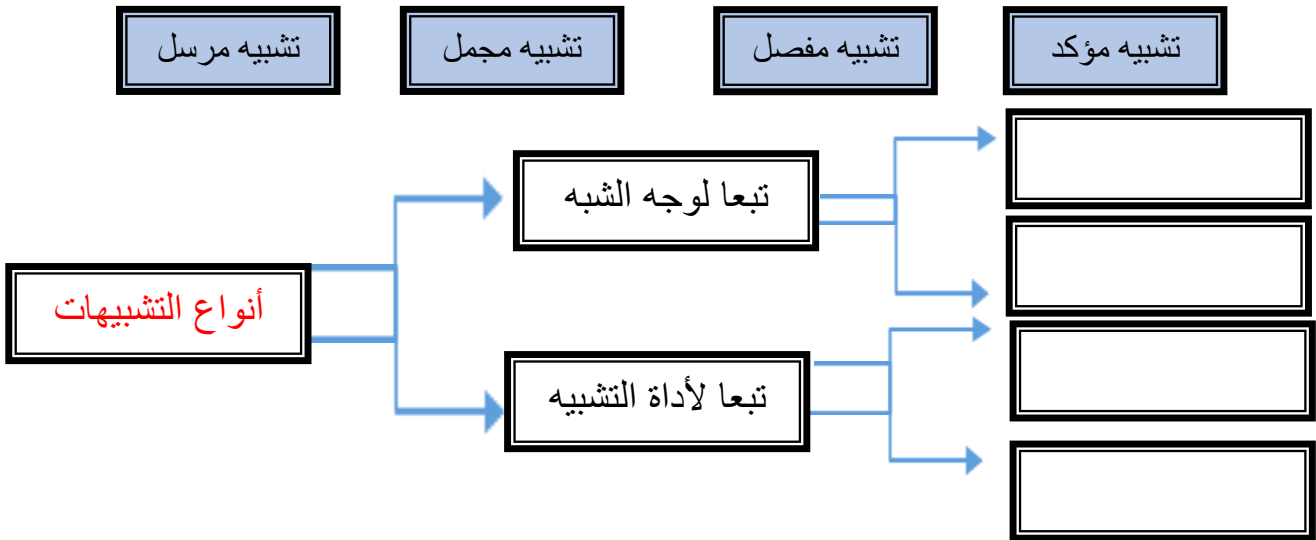 تشبيه مؤكد
تشبيه مفصل
تشبيه مجمل
تشبيه مرسل
تبعا لوجه الشبه
أنواع التشبيهات
تبعا لأداة التشبيه